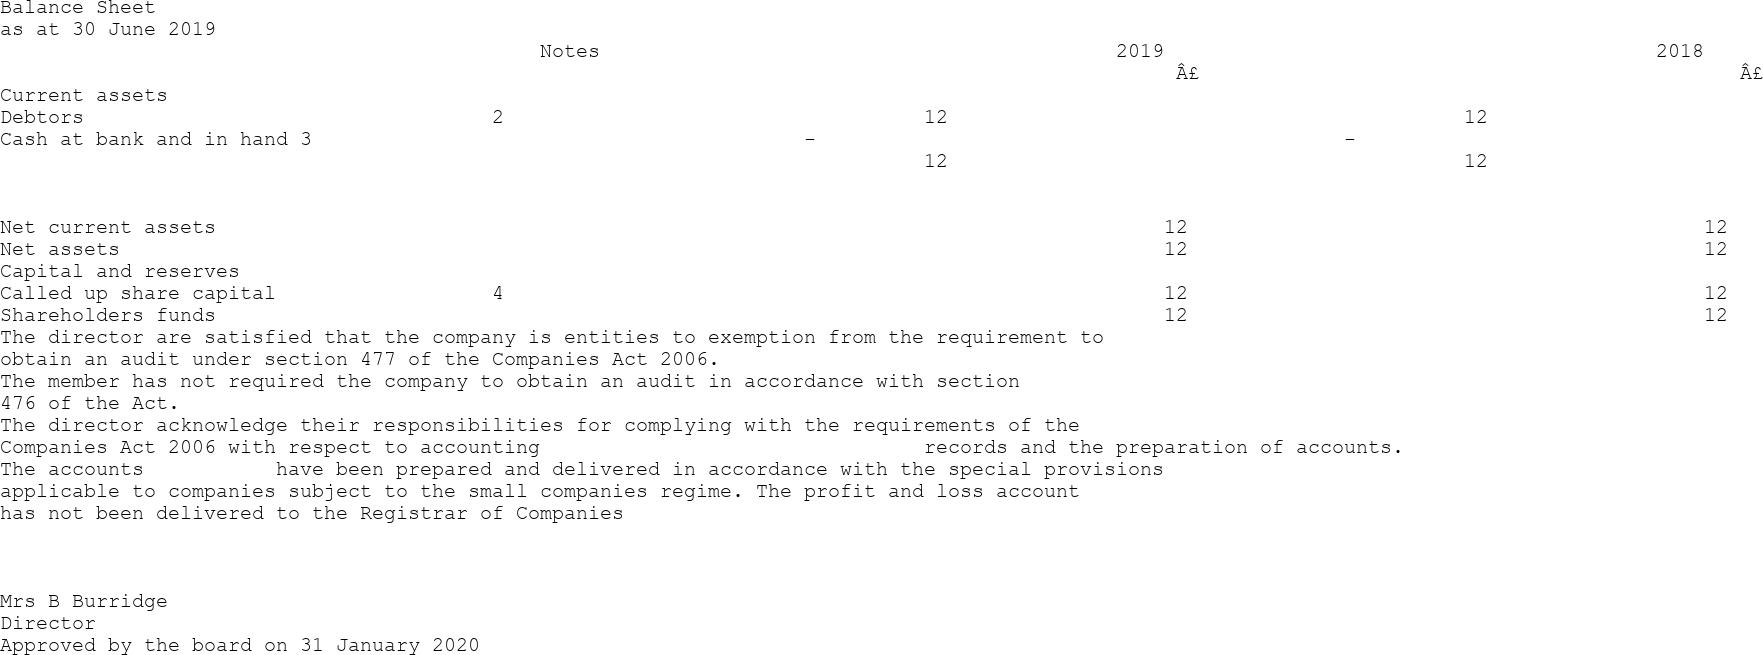 Balance Sheet
as at 30 June 2019
Notes 2019 2018
Â£ Â£
Current assets
Debtors 2 12 12
Cash at bank and in hand 3 - -
12 12
Net current assets 12 12
Net assets 12 12
Capital and reserves
Called up share capital 4 12 12
Shareholders funds 12 12
The director are satisfied that the company is entities to exemption from the requirement to
obtain an audit under section 477 of the Companies Act 2006.
The member has not required the company to obtain an audit in accordance with section
476 of the Act.
The director acknowledge their responsibilities for complying with the requirements of the
Companies Act 2006 with respect to accounting records and the preparation of accounts.
The accounts have been prepared and delivered in accordance with the special provisions
applicable to companies subject to the small companies regime. The profit and loss account
has not been delivered to the Registrar of Companies
Mrs B Burridge
Director
Approved by the board on 31 January 2020